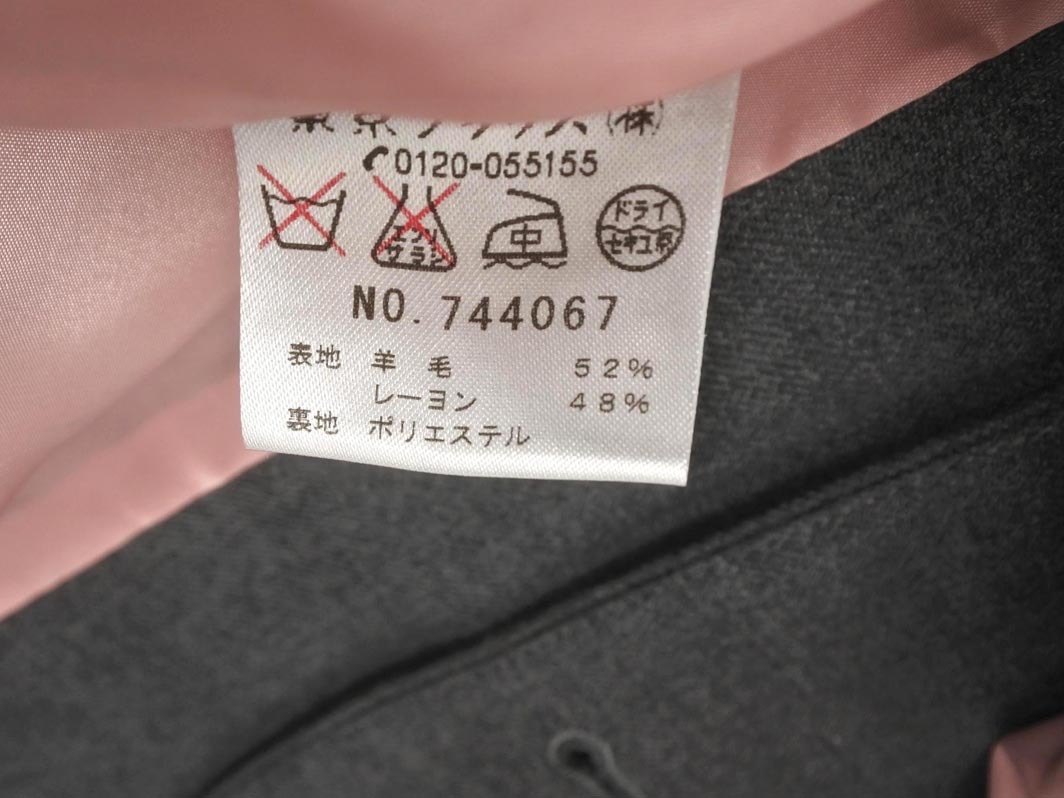 (株)
0120-055155
エンソ サラシ 中 ドライ セキユ系
NO. 744067
表地 羊毛 52%
レーヨン 48%
裏地 ポリエステル